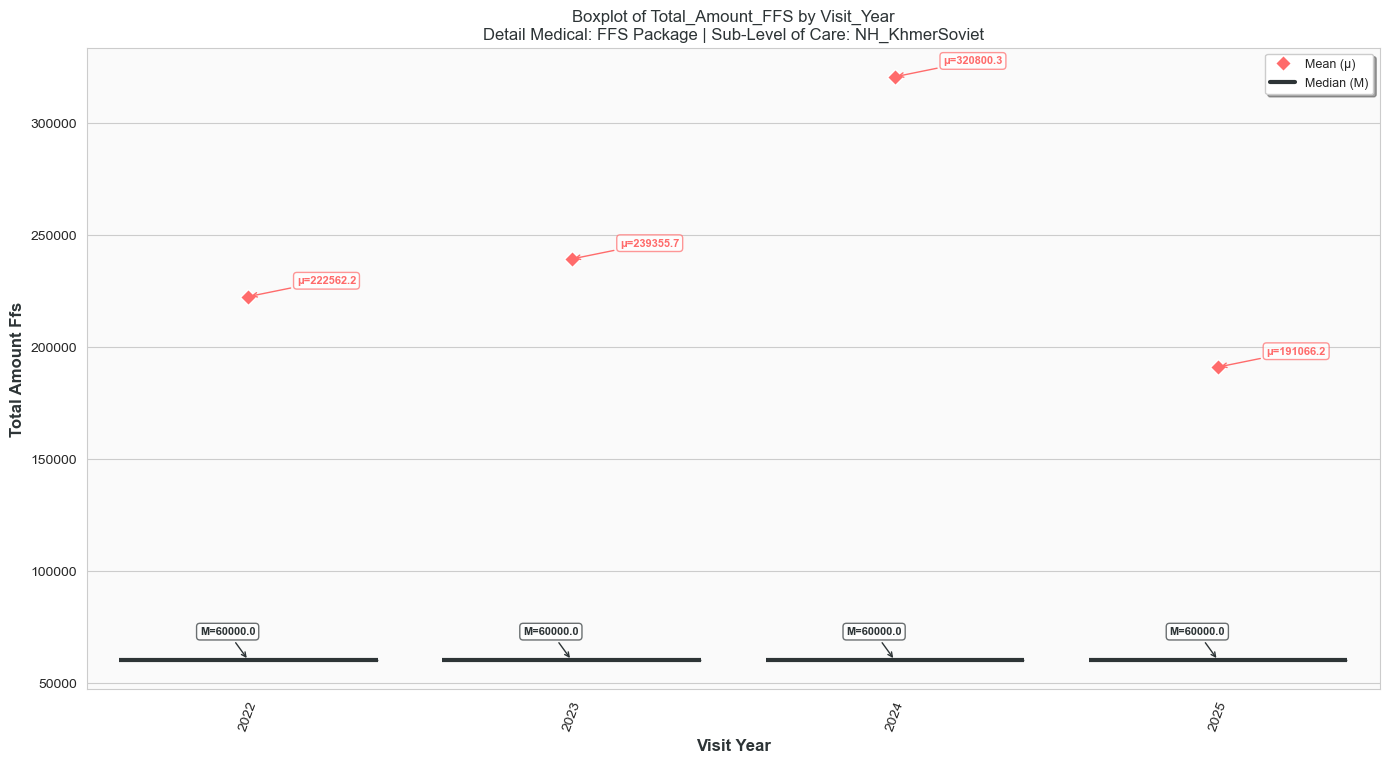 Boxplot of Total_Amount_FFS by Visit_Year
Detail Medical: FFS Package | Sub-Level of Care: NH_KhmerSoviet
μ=320800.3
Mean (μ)
Median (M)
300000
250000
μ=239355.7
μ=222562.2
200000
μ=191066.2
150000
100000
M=60000.0
M=60000.0
M=60000.0
M=60000.0
50000
Total Amount Ffs
2022
2023
2024
2025
Visit Year